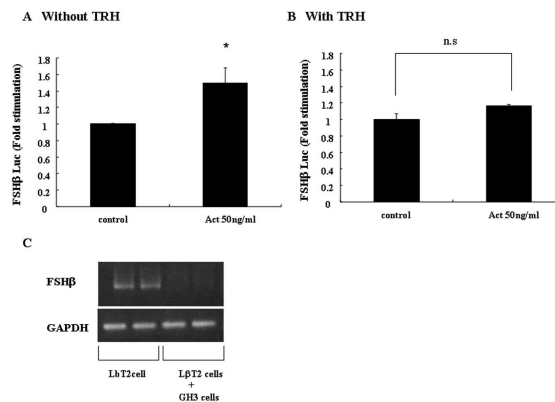 A Without TRH
FSHβ Luc (Fold stimulation)
1.8
1.6
1.4
1.2
1
0.8
0.6
0.4
0.2
0
*
control
Act 50ng/ml
B With TRH
FSHβ Luc (Fold stimulation)
1.8
1.6
1.4
1.2
1
0.8
0.6
0.4
0.2
0
n.s
control
Act 50ng/ml
C
FSHβ
GAPDH
LbT2cell
LβT2 cells
+
GH3 cells